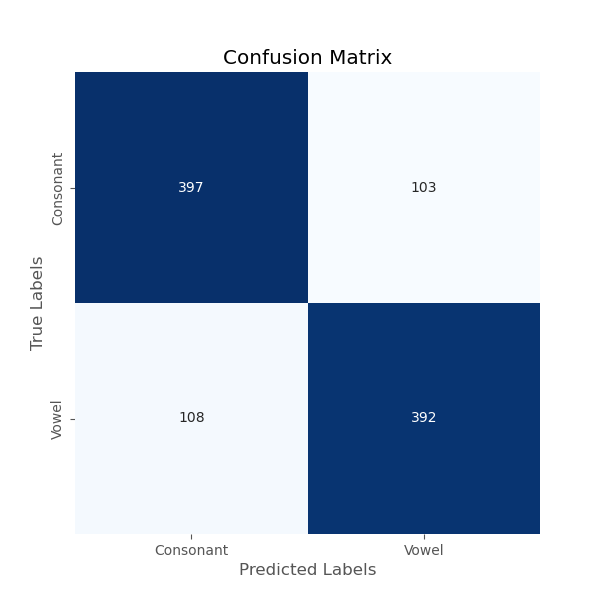 Confusion Matrix
True Labels
Consonant
397
103
Vowel
108
392
Consonant
Vowel
Predicted Labels